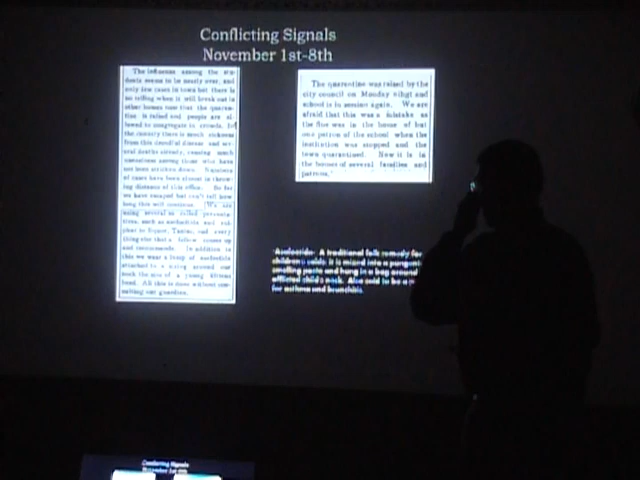 Conflicting Signals
November 1st-8th
The influenza among the stu-
dents seems to be nearly over, and
only few cases in town but there is
no telling when it will break out in
other homes now that the quaran-
tine is raised and people are al-
lowed to congregate in crowds. In
the country there is much sickness
from this dreadful disease and sev-
eral deaths already, causing much
among those who have
not been stricken down. Numbers
of cases have been almost in throw-
ing distance of this office. So far
we have escaped but can't tell how
long this will continue. We are
using several so called preventa-
tives, such as asafoetida and sul-
phur in liquor, and every
thing else that a fellow comes up
and recommends. In addition to
this we wear a lump of asafoetida
attached to a string around our
neck the size of a young
head. All this is done without con-
sulting our guardian.
The quarantine was raised by the
city council on Monday night and
school is in session again. We are
afraid that this was a mistake as
the flue was in the home of but
one patron of the school when the
institution was stopped and the
town quarantined. Now it is in
the homes of several families and
patrons.
A traditional folk remedy for
children's colds; it is mixed into a pungent
smelling paste and hung in a bag around
afflicted child's neck. Also said to be a
for asthma and bronchitis.
Conflicting Signals
November 1st-8th